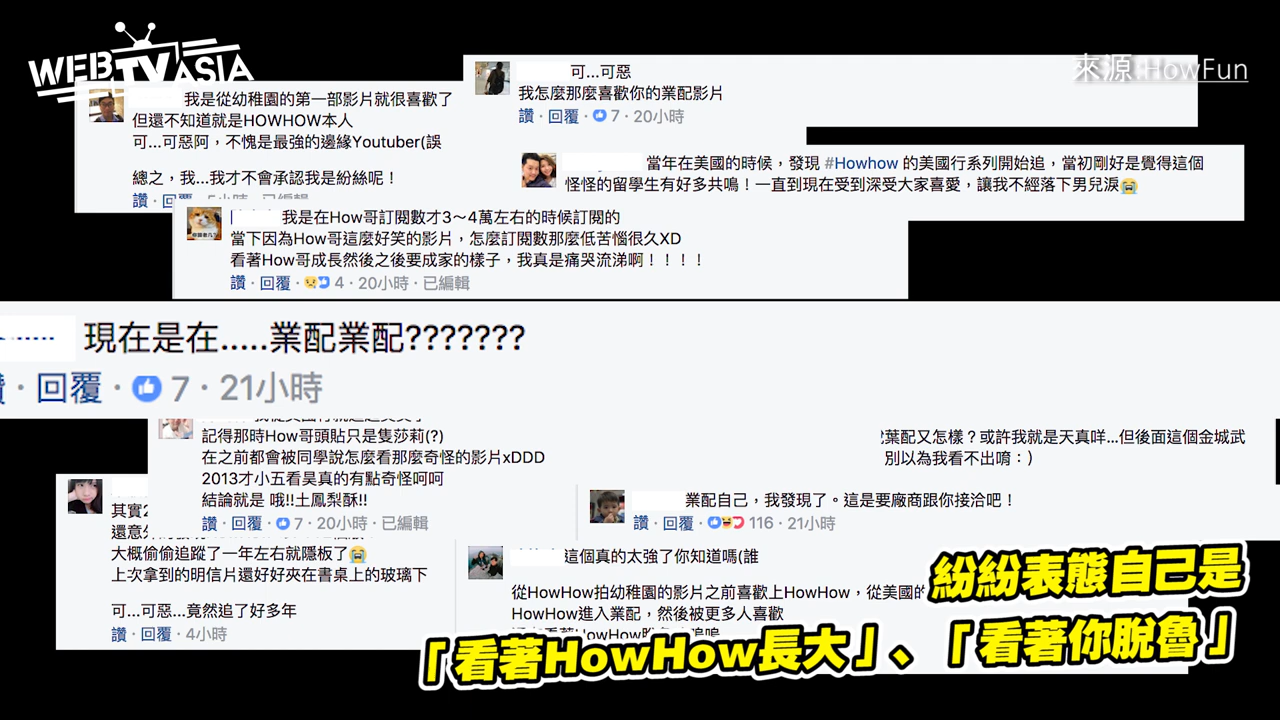 WEBTVASIA
來源:HowFun
可...可惡
我怎麼那麼喜歡你的業配影片
讚·回覆· 7·20小時
我是從幼稚園的第一部影片就很喜歡了
但還不知道就是HOWHOW本人
可...可惡阿，不愧是最強的邊緣Youtuber(誤
總之，我...我才不會承認我是粉絲呢！
當年在美國的時候，發現 #Howhow 的美國行系列開始追，當初剛好是覺得這個
怪怪的留學生有好多共鳴！一直到現在受到深受大家喜愛，讓我不經落下男兒淚😭
我是在How哥訂閱數才3～4萬左右的時候訂閱的
當下因為How哥這麼好笑的影片，怎麼訂閱數那麼低苦惱很久XD
看著How哥成長然後之後要成家的樣子，我真是痛哭流涕啊！！！！
讚·回覆· 4·20小時·已編輯
現在是在.....業配業配???????
讚·回覆· 7·21小時
記得那時How哥頭貼只是隻莎莉(?)
在之前都會被同學說怎麼看那麼奇怪的影片xDDD
2013才小五看昊真的有點奇怪呵呵
結論就是 哦!!土鳳梨酥!!
讚·回覆· 7·20小時·已編輯
葉配又怎樣？或許我就是天真咩...但後面這個金城武
別以為我看不出唷：)
業配自己，我發現了。這是要廠商跟你接洽吧！
讚·回覆· 116·21小時
其實2
還意外
大概偷偷追蹤了一年左右就隱板了😭
上次拿到的明信片還好好夾在書桌上的玻璃下
可...可惡...竟然追了好多年
讚·回覆·4小時
這個真的太強了你知道嗎(誰
從HowHow拍幼稚園的影片之前喜歡上HowHow，從美國的
HowHow進入業配，然後被更多人喜歡
紛紛表態自己是
「看著HowHow長大」、「看著你脫魯」